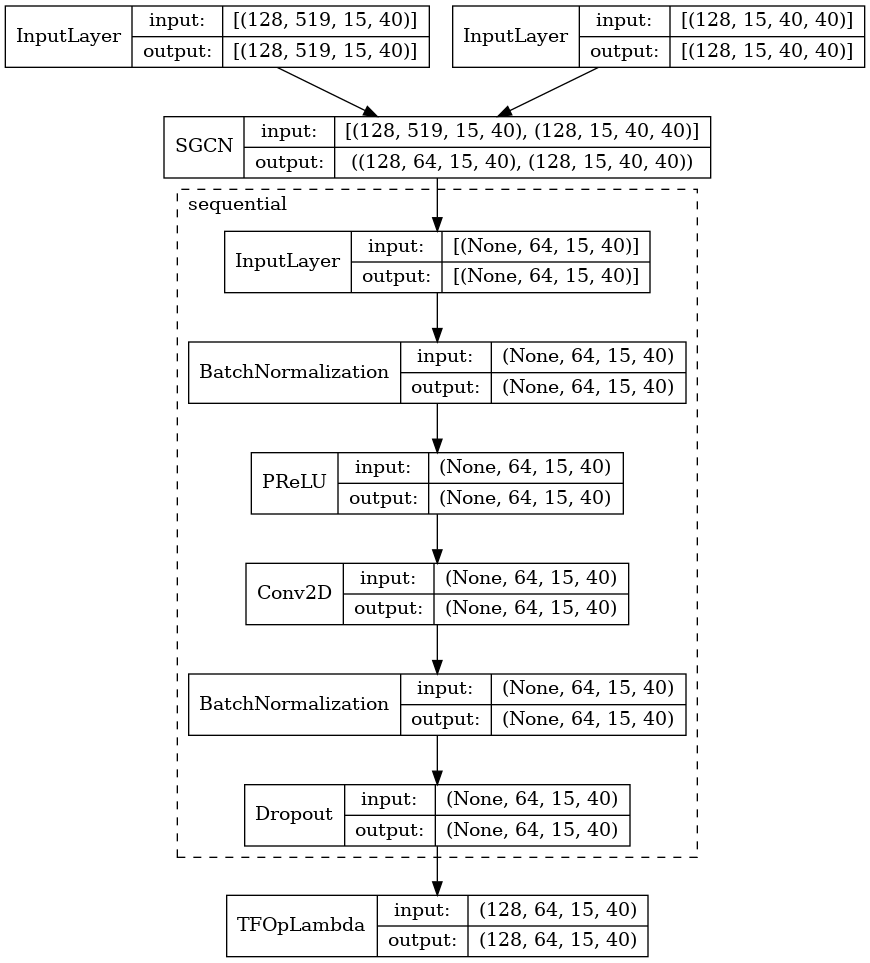 InputLayer
input: [(128, 519, 15, 40)]
output: [(128, 519, 15, 40)]
InputLayer
input: [(128, 15, 40, 40)]
output: [(128, 15, 40, 40)]
SGCN
input: [(128, 519, 15, 40), (128, 15, 40, 40)]
output: ((128, 64, 15, 40), (128, 15, 40, 40))
sequential
InputLayer
input: [(None, 64, 15, 40)]
output: [(None, 64, 15, 40)]
BatchNormalization
input: (None, 64, 15, 40)
output: (None, 64, 15, 40)
PReLU
input: (None, 64, 15, 40)
output: (None, 64, 15, 40)
Conv2D
input: (None, 64, 15, 40)
output: (None, 64, 15, 40)
BatchNormalization
input: (None, 64, 15, 40)
output: (None, 64, 15, 40)
Dropout
input: (None, 64, 15, 40)
output: (None, 64, 15, 40)
TFOpLambda
input: (128, 64, 15, 40)
output: (128, 64, 15, 40)